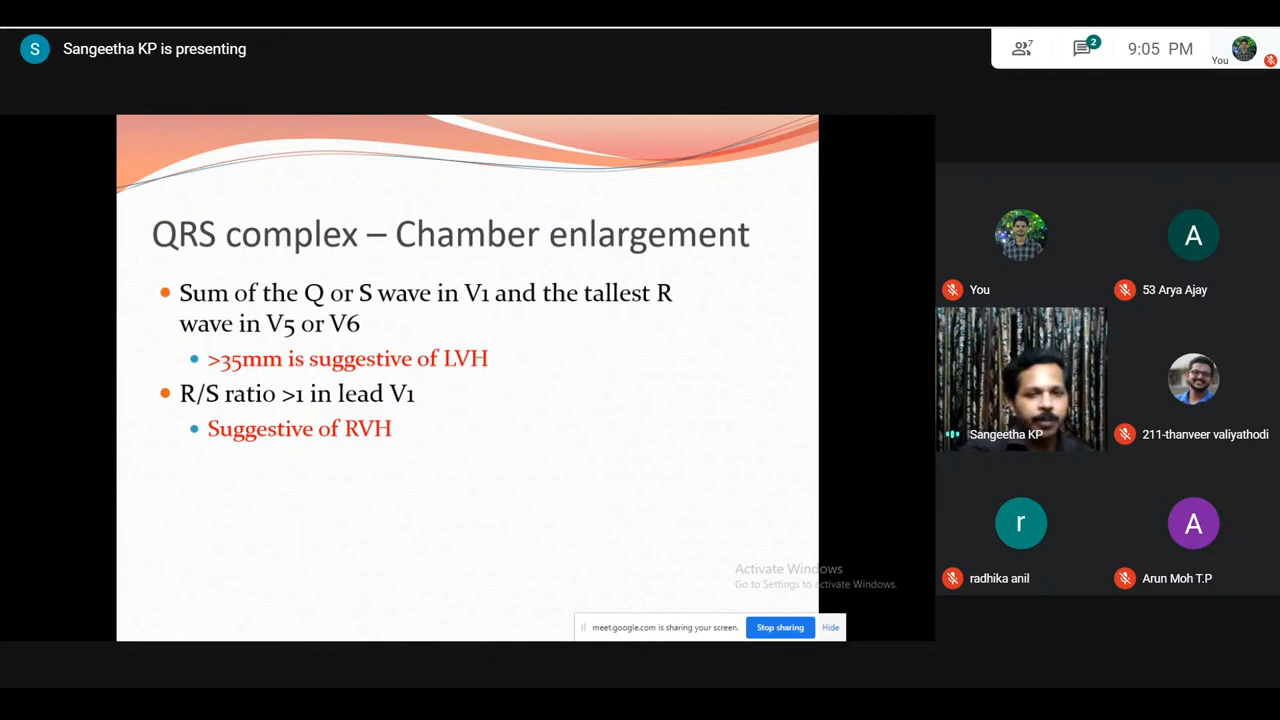 S
Sangeetha KP is presenting
7
2
9:05 PM
You
QRS complex – Chamber enlargement
Sum of the Q or S wave in V1 and the tallest R
wave in V5 or V6
>35mm is suggestive of LVH
R/S ratio >1 in lead V1
Suggestive of RVH
Activate Windows
Go to Settings to activate Windows.
meet.google.com is sharing your screen.
Stop sharing
Hide
You
A
53 Arya Ajay
Sangeetha KP
211-thanveer valiyathodi
r
radhika anil
A
Arun Moh T.P